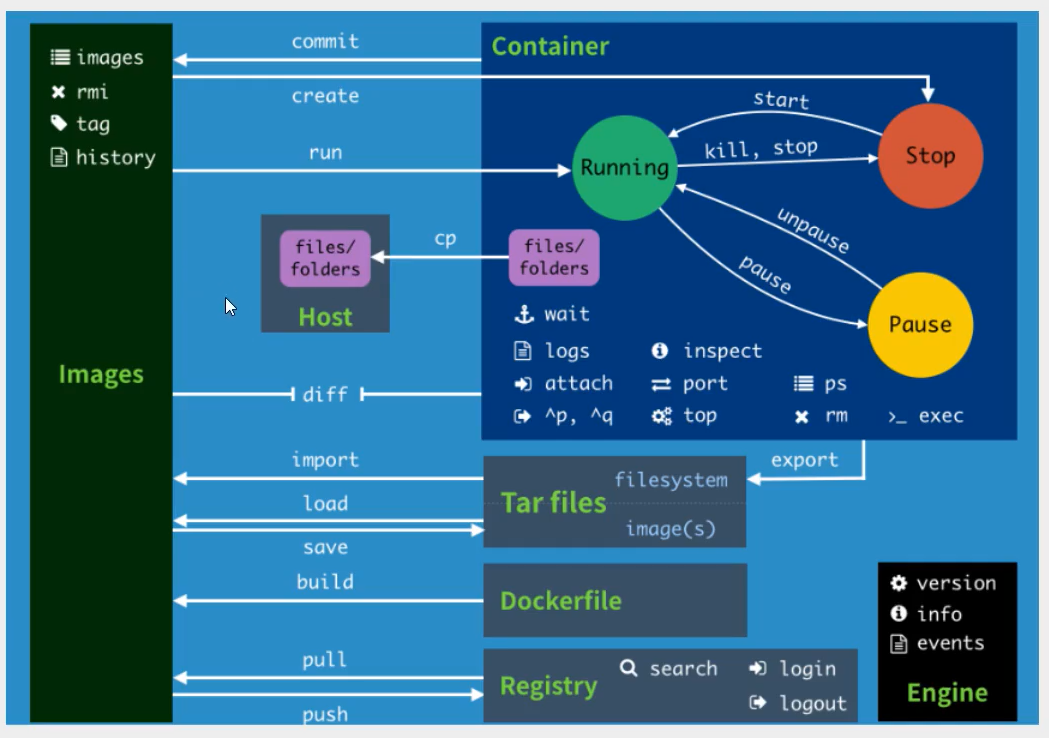 images
rmi
tag
history
Images
commit
create
run
cp
files/
folders
Host
diff
import
load
save
build
pull
push
Container
Running
start
kill, stop
Stop
unpause
pause
Pause
files/
folders
wait
logs
inspect
attach
port
ps
^p, ^q
top
rm
>_ exec
export
Tar files
filesystem
image(s)
Dockerfile
Registry
search
login
logout
version
info
events
Engine